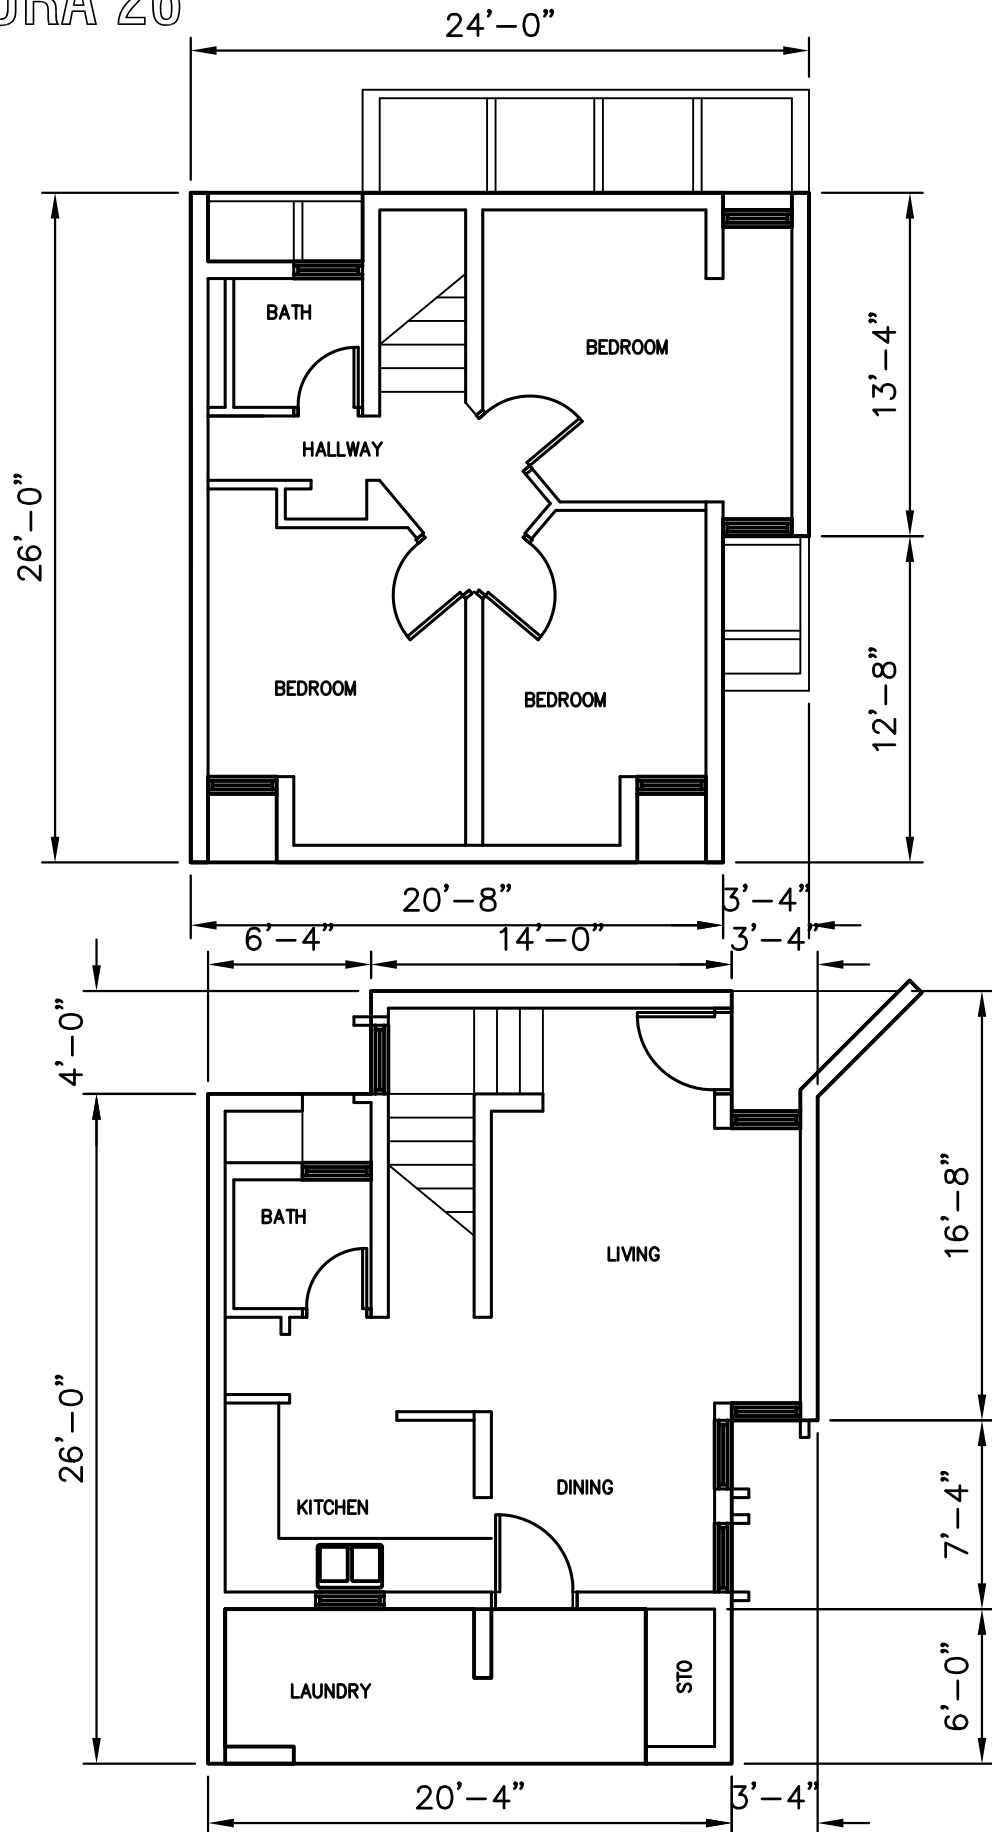 24'-0"
BATH
BEDROOM
13'-4"
HALLWAY
26'-0"
BEDROOM
BEDROOM
12'-8"
20'-8"
3'-4"
6'-4"
14'-0"
3'-4"
4'-0"
16'-8"
BATH
LIVING
26'-0"
DINING
KITCHEN
7'-4"
LAUNDRY
STO
6'-0"
20'-4"
3'-4"